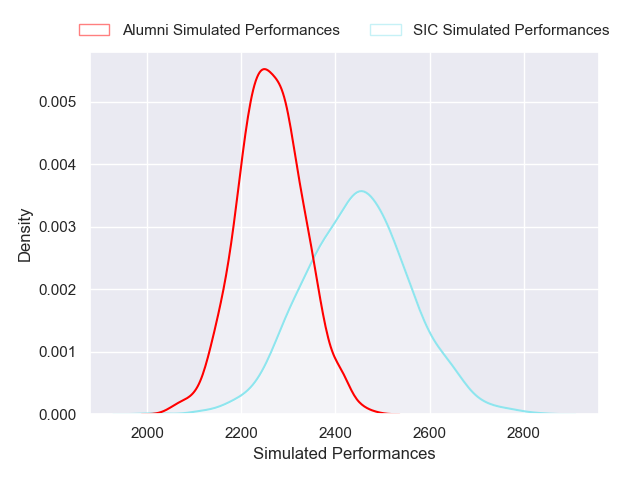 Alumni Simulated Performances SIC Simulated Performances
0.005
0.004
0.003
0.002
0.001
0.000
Density
2000 2200 2400 2600 2800
Simulated Performances